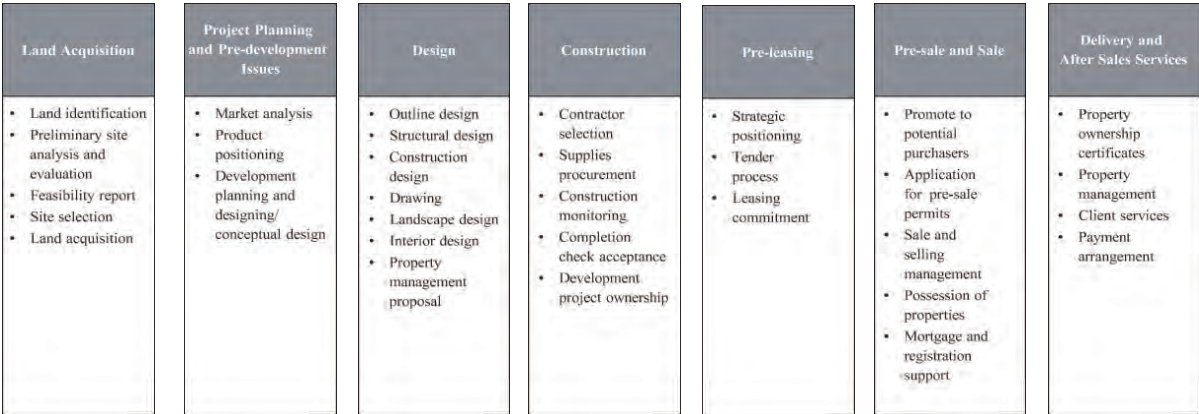 Land Acquisition
• Land identification
• Preliminary site
analysis and
evaluation
• Feasibility report
• Site selection
• Land acquisition
Project Planning
and Pre-development
Issues
• Market analysis
• Product
positioning
• Development
planning and
designing/
conceptual design
Design
• Outline design
• Structural design
• Construction
design
• Drawing
• Landscape design
• Interior design
• Property
management
proposal
Construction
• Contractor
selection
• Supplies
procurement
• Construction
monitoring
• Completion
check acceptance
• Development
project ownership
Pre-leasing
• Strategic
positioning
• Tender
process
• Leasing
commitment
Pre-sale and Sale
• Promote to
potential
purchasers
• Application
for pre-sale
permits
• Sale and
selling
management
• Possession of
properties
• Mortgage and
registration
support
Delivery and
After Sales Services
• Property
ownership
certificates
• Property
management
• Client services
• Payment
arrangement